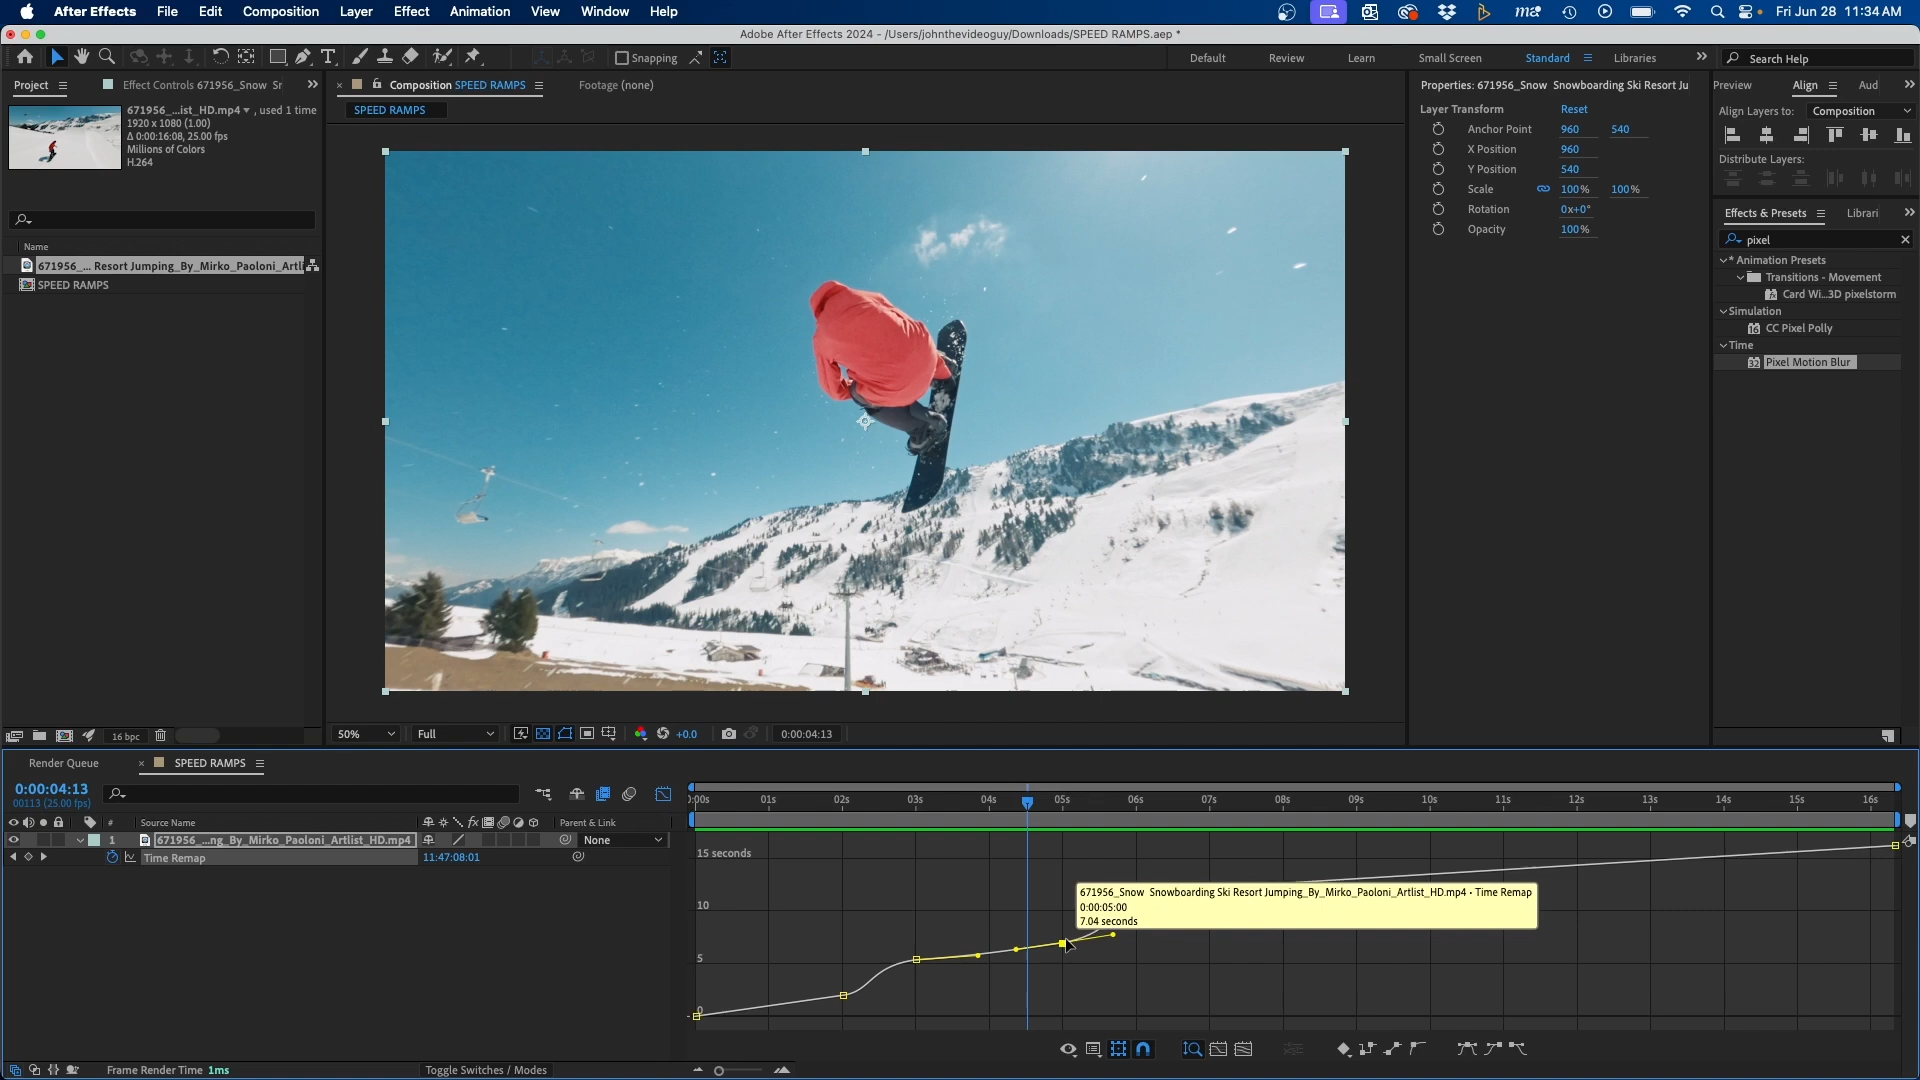 After Effects File Edit Composition Layer Effect Animation View Window Help
Fri Jun 28 11:34 AM
Adobe After Effects 2024 - /Users/johnthevideoguy/Downloads/SPEED RAMPS.aep *
Snapping
Default Review Learn Small Screen Standard Libraries
Search Help
Project
Effect Controls 671956_Snow Sr
671956_...ist_HD.mp4 , used 1 time
1920 x 1080 (1.00)
Δ 0:00:16:08, 25.00 fps
Millions of Colors
H.264
Name
671956_... Resort Jumping_By_Mirko_Paoloni_Artli
SPEED RAMPS
16 bpc
Composition SPEED RAMPS
Footage (none)
SPEED RAMPS
50%
Full
+0.0
0:00:04:13
Properties: 671956_Snow Snowboarding Ski Resort Ju
Layer Transform Reset
Anchor Point 960 540
X Position 960
Y Position 540
Scale 100% 100%
Rotation 0x+0°
Opacity 100%
Preview Align Aud
Align Layers to: Composition
Distribute Layers:
Effects & Presets Librari
pixel
* Animation Presets
Transitions - Movement
Card Wi...3D pixelstorm
Simulation
CC Pixel Polly
Time
Pixel Motion Blur
Render Queue
SPEED RAMPS
0:00:04:13
00113 (25.00 fps)
# Source Name Parent & Link
1 671956_...ng_By_Mirko_Paoloni_Artlist_HD.mp4 None
Time Remap 11:47:08:01
):00s 01s 02s 03s 04s 05s 06s 07s 08s 09s 10s 11s 12s 13s 14s 15s 16s
15 seconds
10
5
0
671956_Snow Snowboarding Ski Resort Jumping_By_Mirko_Paoloni_Artlist_HD.mp4 • Time Remap
0:00:05:00
7.04 seconds
Frame Render Time 1ms
Toggle Switches / Modes